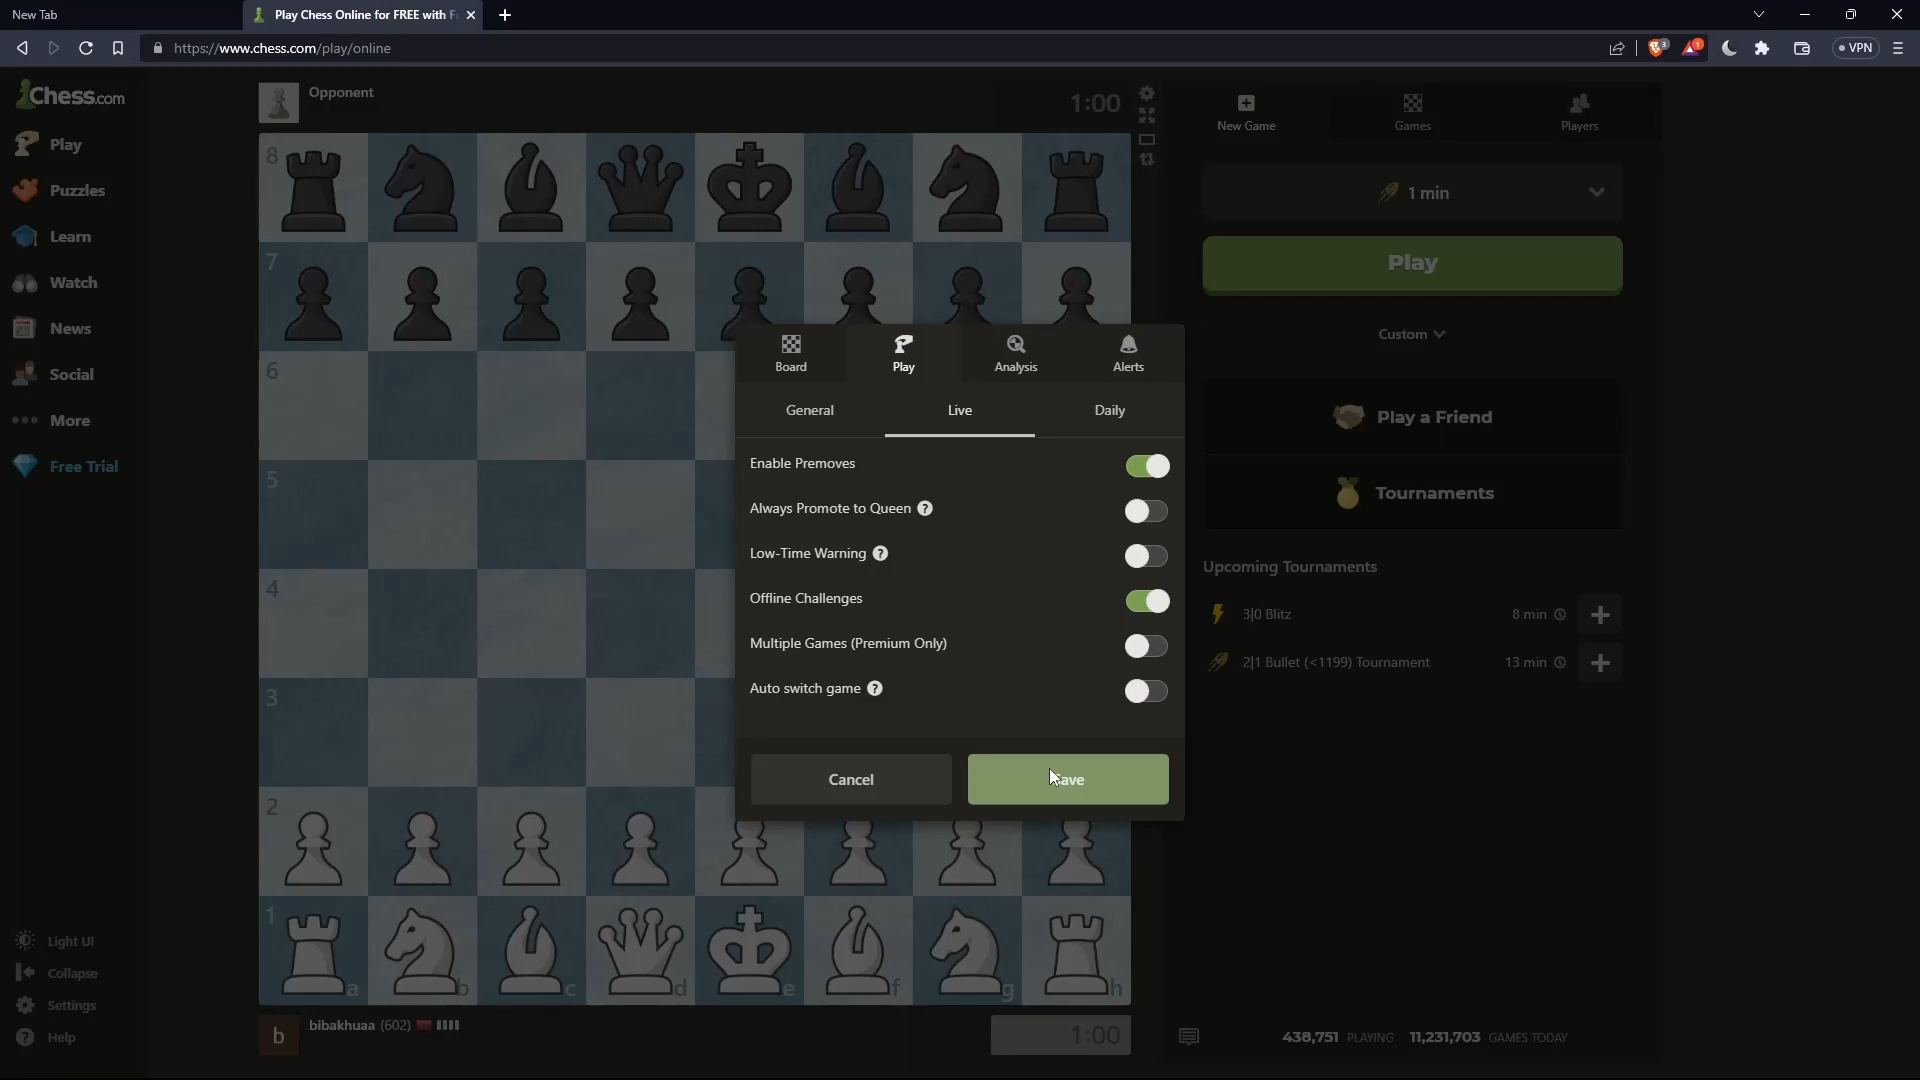 New Tab
Play Chess Online for FREE with F
https://www.chess.com/play/online
3
1
VPN
Chess.com
Play
Puzzles
Learn
Watch
News
Social
More
Free Trial
Light UI
Collapse
Settings
Help
Opponent
1:00
8
7
6
5
4
3
2
1
a
b
c
d
e
f
g
h
b
bibakhuaa (602)
1:00
Board
Play
Analysis
Alerts
General
Live
Daily
Enable Premoves
Always Promote to Queen ?
Low-Time Warning ?
Offline Challenges
Multiple Games (Premium Only)
Auto switch game ?
Cancel
Save
New Game
Games
Players
1 min
Play
Custom
Play a Friend
Tournaments
Upcoming Tournaments
3|0 Blitz 8 min
2|1 Bullet (<1199) Tournament 13 min
438,751 PLAYING 11,231,703 GAMES TODAY